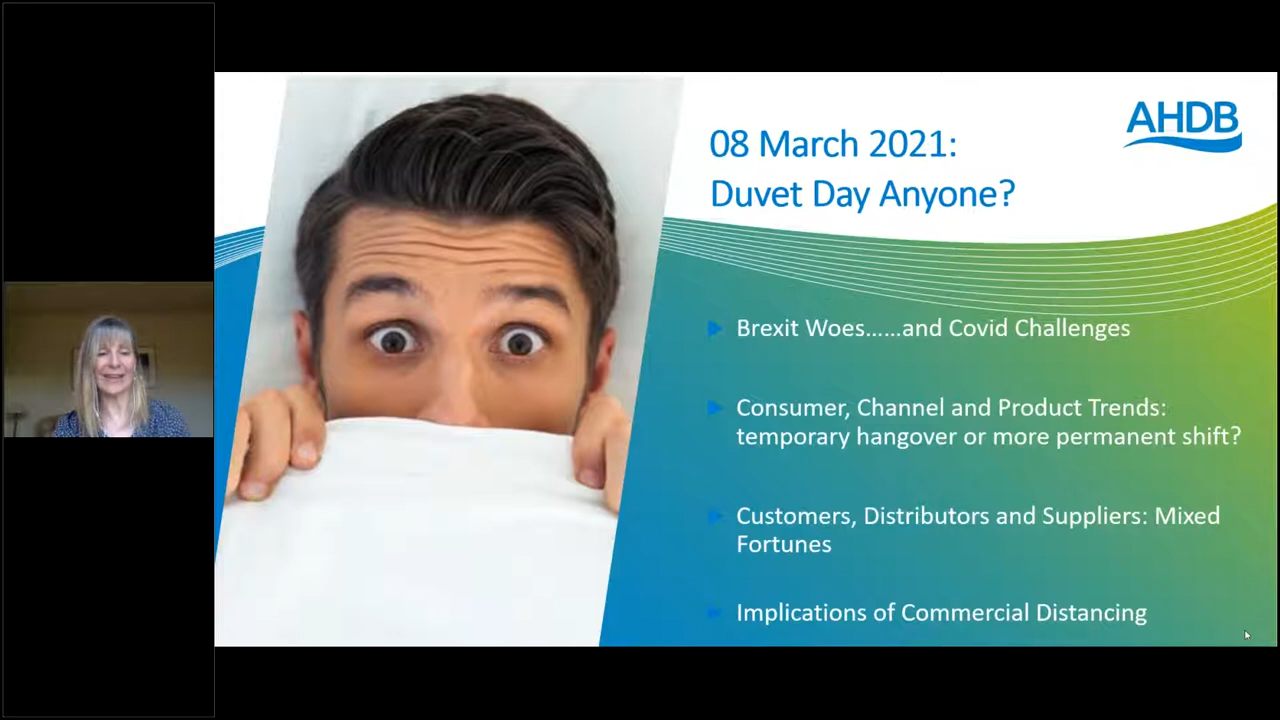 AHDB
08 March 2021:
Duvet Day Anyone?
Brexit Woes......and Covid Challenges
Consumer, Channel and Product Trends:
temporary hangover or more permanent shift?
Customers, Distributors and Suppliers: Mixed
Fortunes
Implications of Commercial Distancing